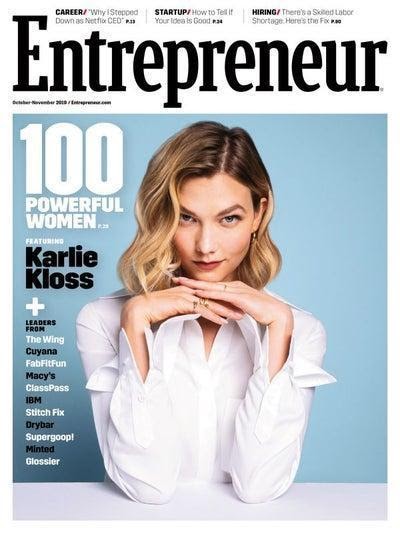 CAREER/ "Why I Stepped
Down as Netflix CEO" P.13
STARTUP/ How to Tell If
Your Idea Is Good P.24
HIRING/ There's a Skilled Labor
Shortage. Here's the Fix P.80
Entrepreneur
October-November 2019 / Entrepreneur.com
100
POWERFUL
WOMEN P.28
FEATURING
Karlie
Kloss
+
LEADERS
FROM
The Wing
Cuyana
FabFitFun
Macy's
ClassPass
IBM
Stitch Fix
Drybar
Supergoop!
Minted
Glossier